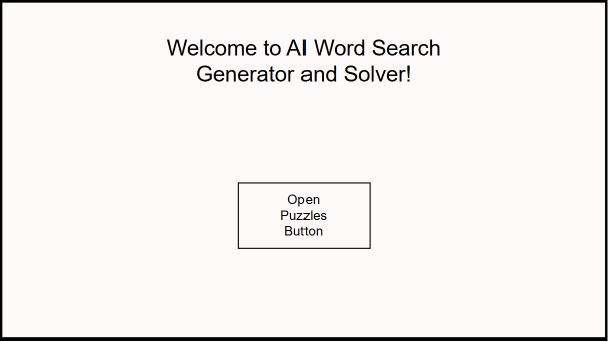 Welcome to AI Word Search
Generator and Solver!
Open
Puzzles
Button